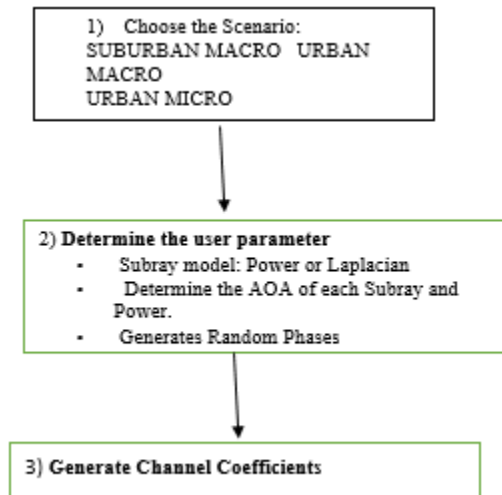 1) Choose the Scenario:
SUBURBAN MACRO URBAN
MACRO
URBAN MICRO
2) Determine the user parameter
- Subray model: Power or Laplacian
- Determine the AOA of each Subray and
Power.
- Generates Random Phases
3) Generate Channel Coefficients